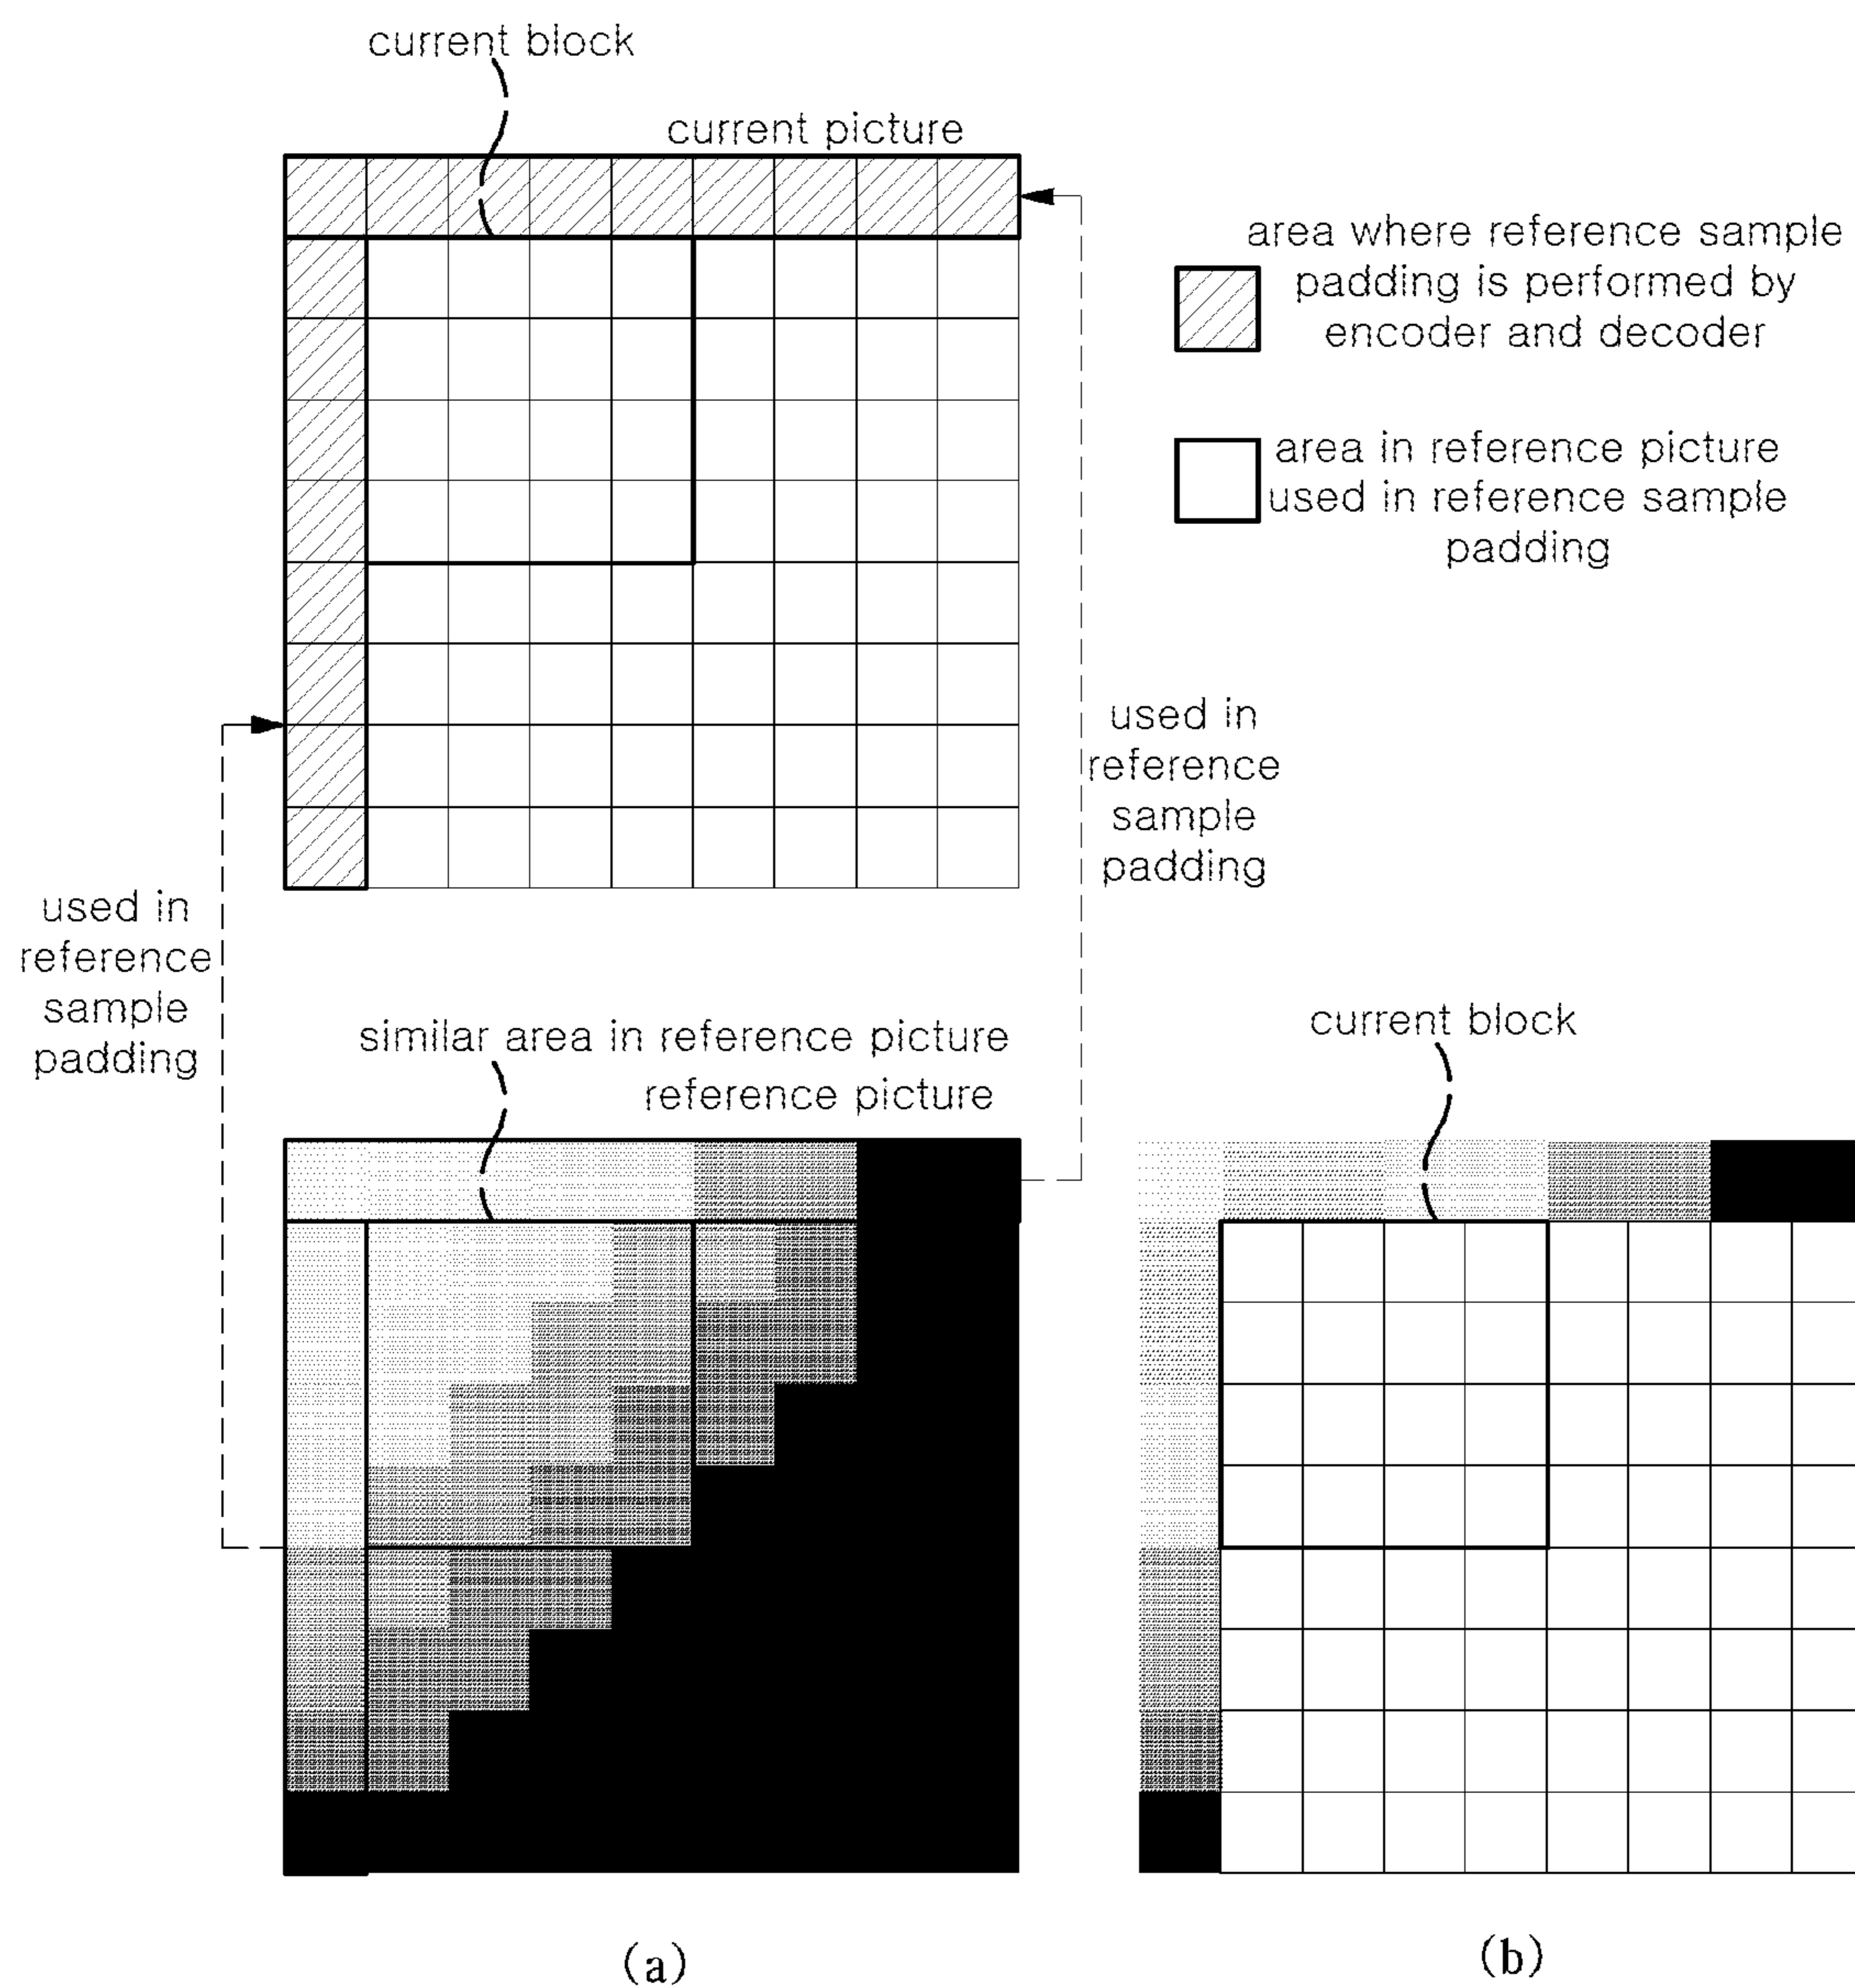 current block
current picture
area where reference sample
padding is performed by
encoder and decoder
area in reference picture
used in reference sample
padding
used in
reference
sample
padding
used in
reference
sample
padding
similar area in reference picture
reference picture
current block
(a)
(b)